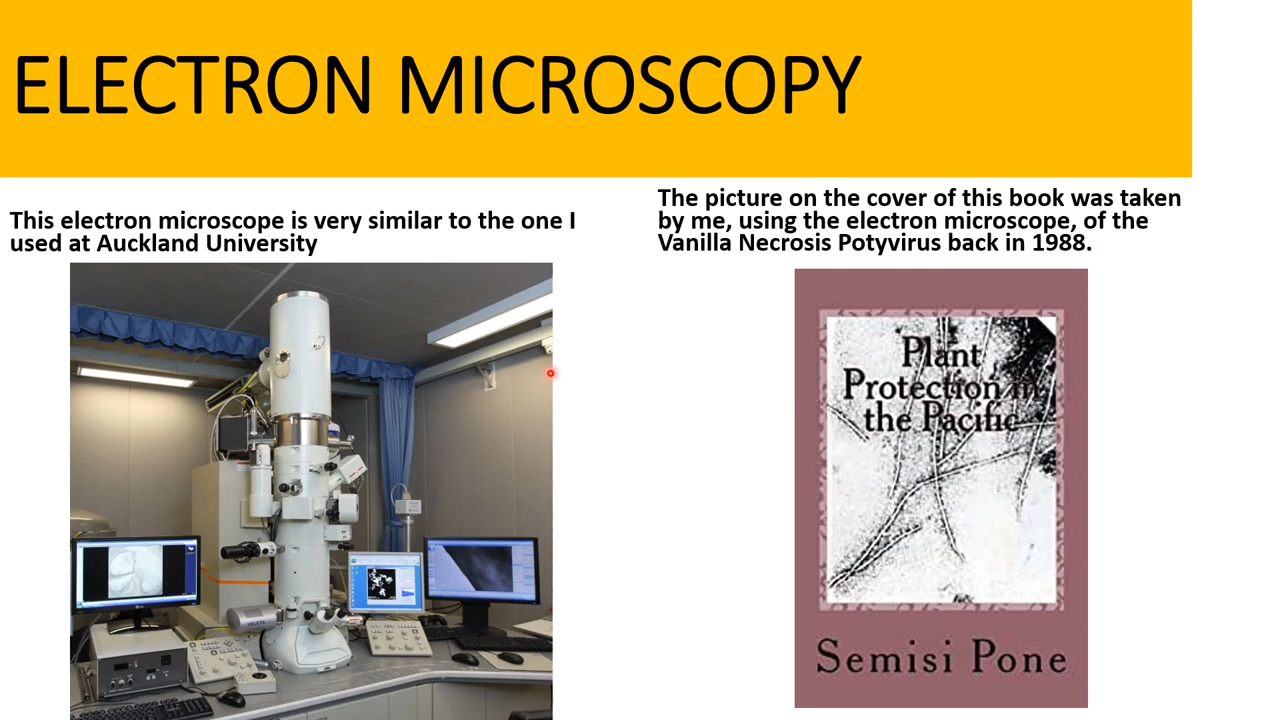 ELECTRON MICROSCOPY
This electron microscope is very similar to the one I
used at Auckland University
The picture on the cover of this book was taken
by me, using the electron microscope, of the
Vanilla Necrosis Potyvirus back in 1988.
Plant
Protection in
the Pacific
Semisi Pone